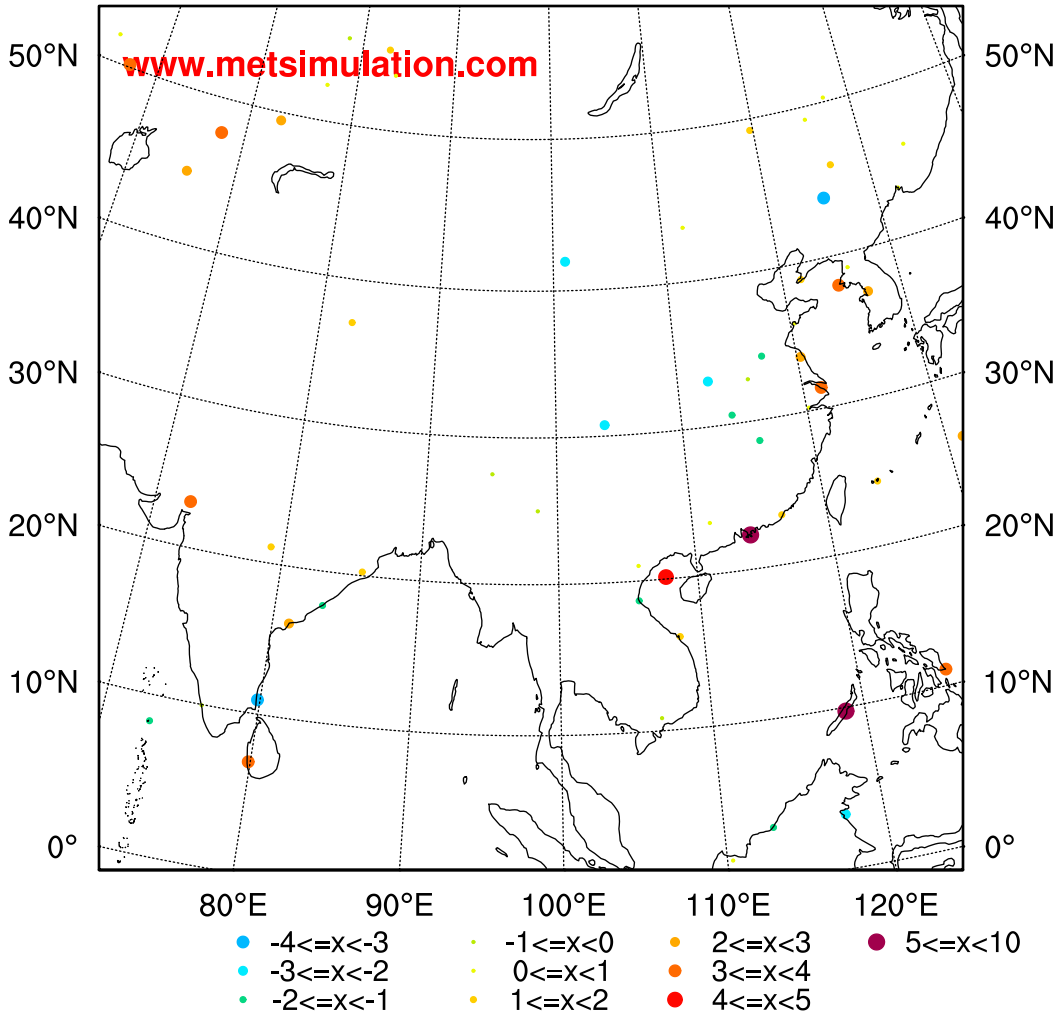 50°N 50°N
www.metsimulation.com
40°N 40°N
30°N 30°N
20°N 20°N
10°N 10°N
0° 0°
80°E 90°E 100°E 110°E 120°E
-4<=x<-3 -1<=x<0 2<=x<3 5<=x<10
-3<=x<-2 0<=x<1 3<=x<4
-2<=x<-1 1<=x<2 4<=x<5